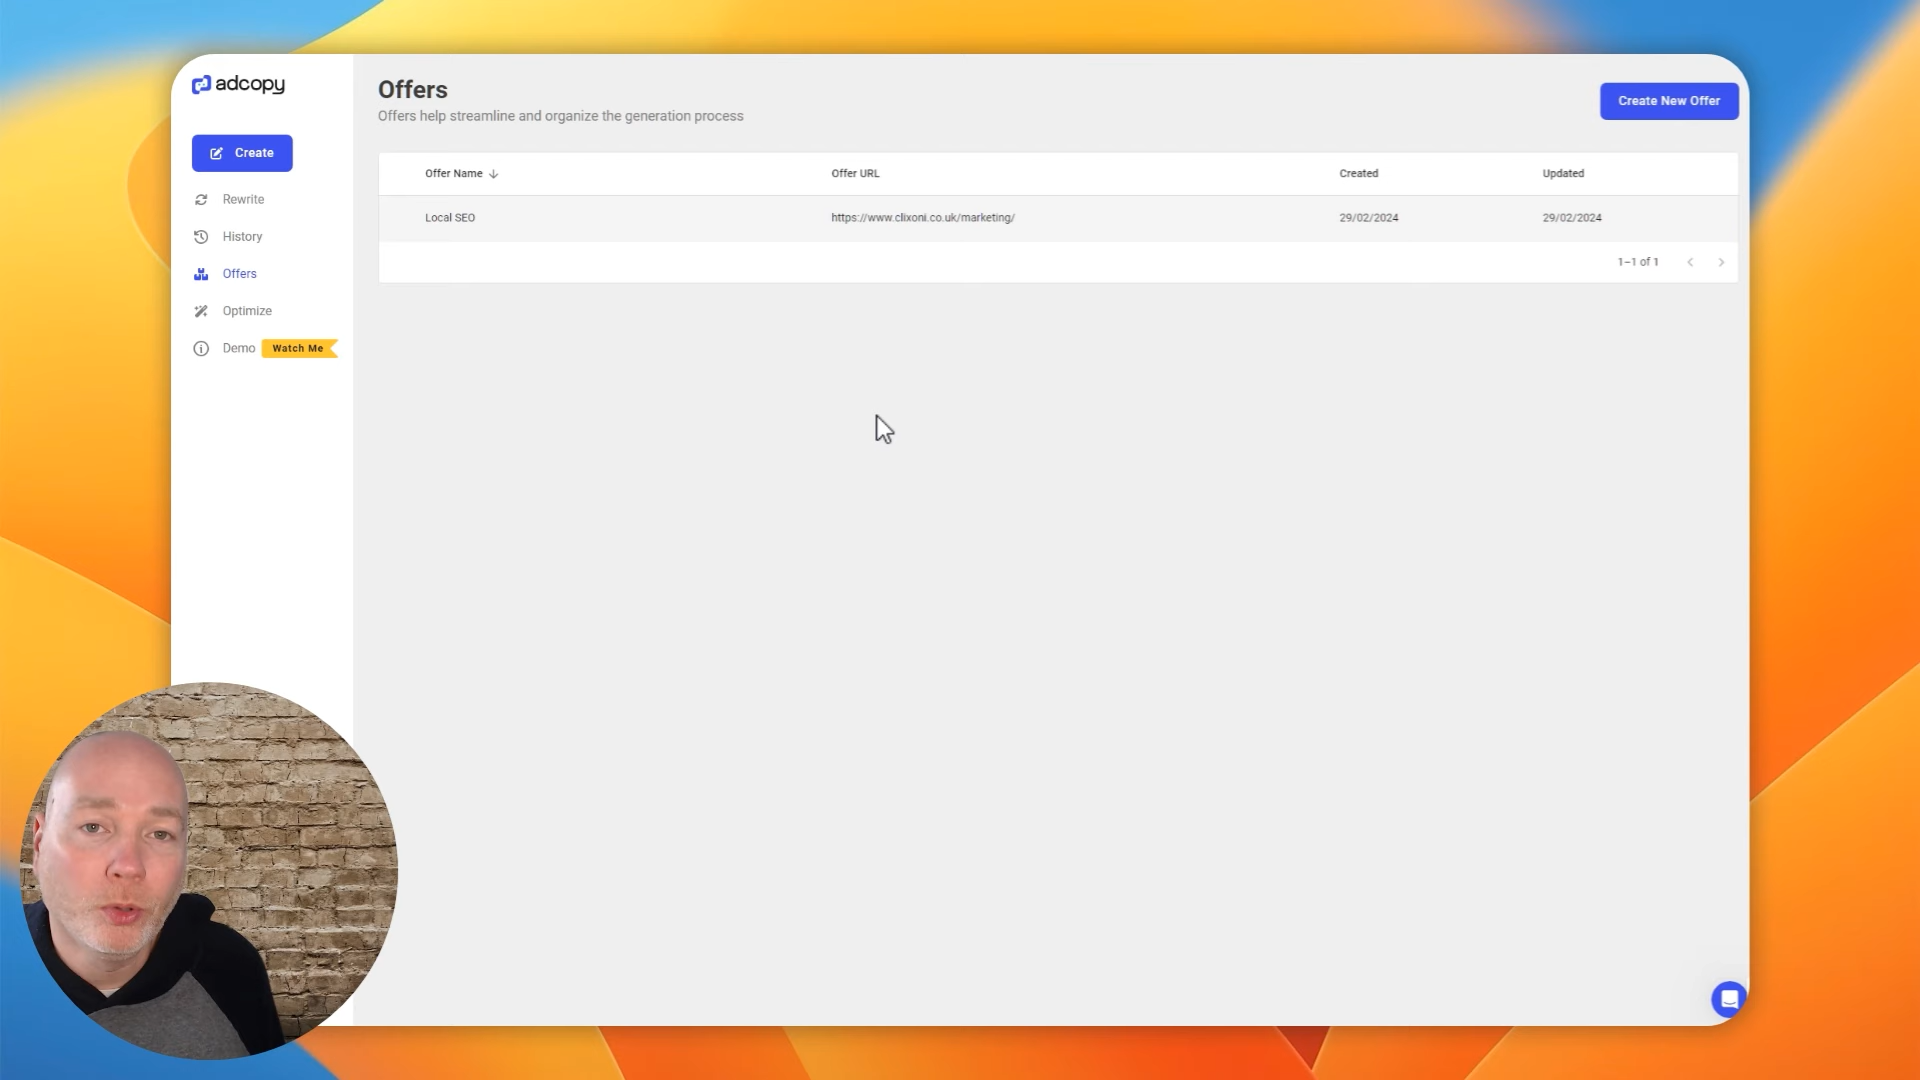 adcopy
Offers
Offers help streamline and organize the generation process
Create New Offer
Create
Rewrite
History
Offers
Optimize
Demo Watch Me
Offer Name Offer URL Created Updated
Local SEO https://www.clixoni.co.uk/marketing/ 29/02/2024 29/02/2024
1–1 of 1